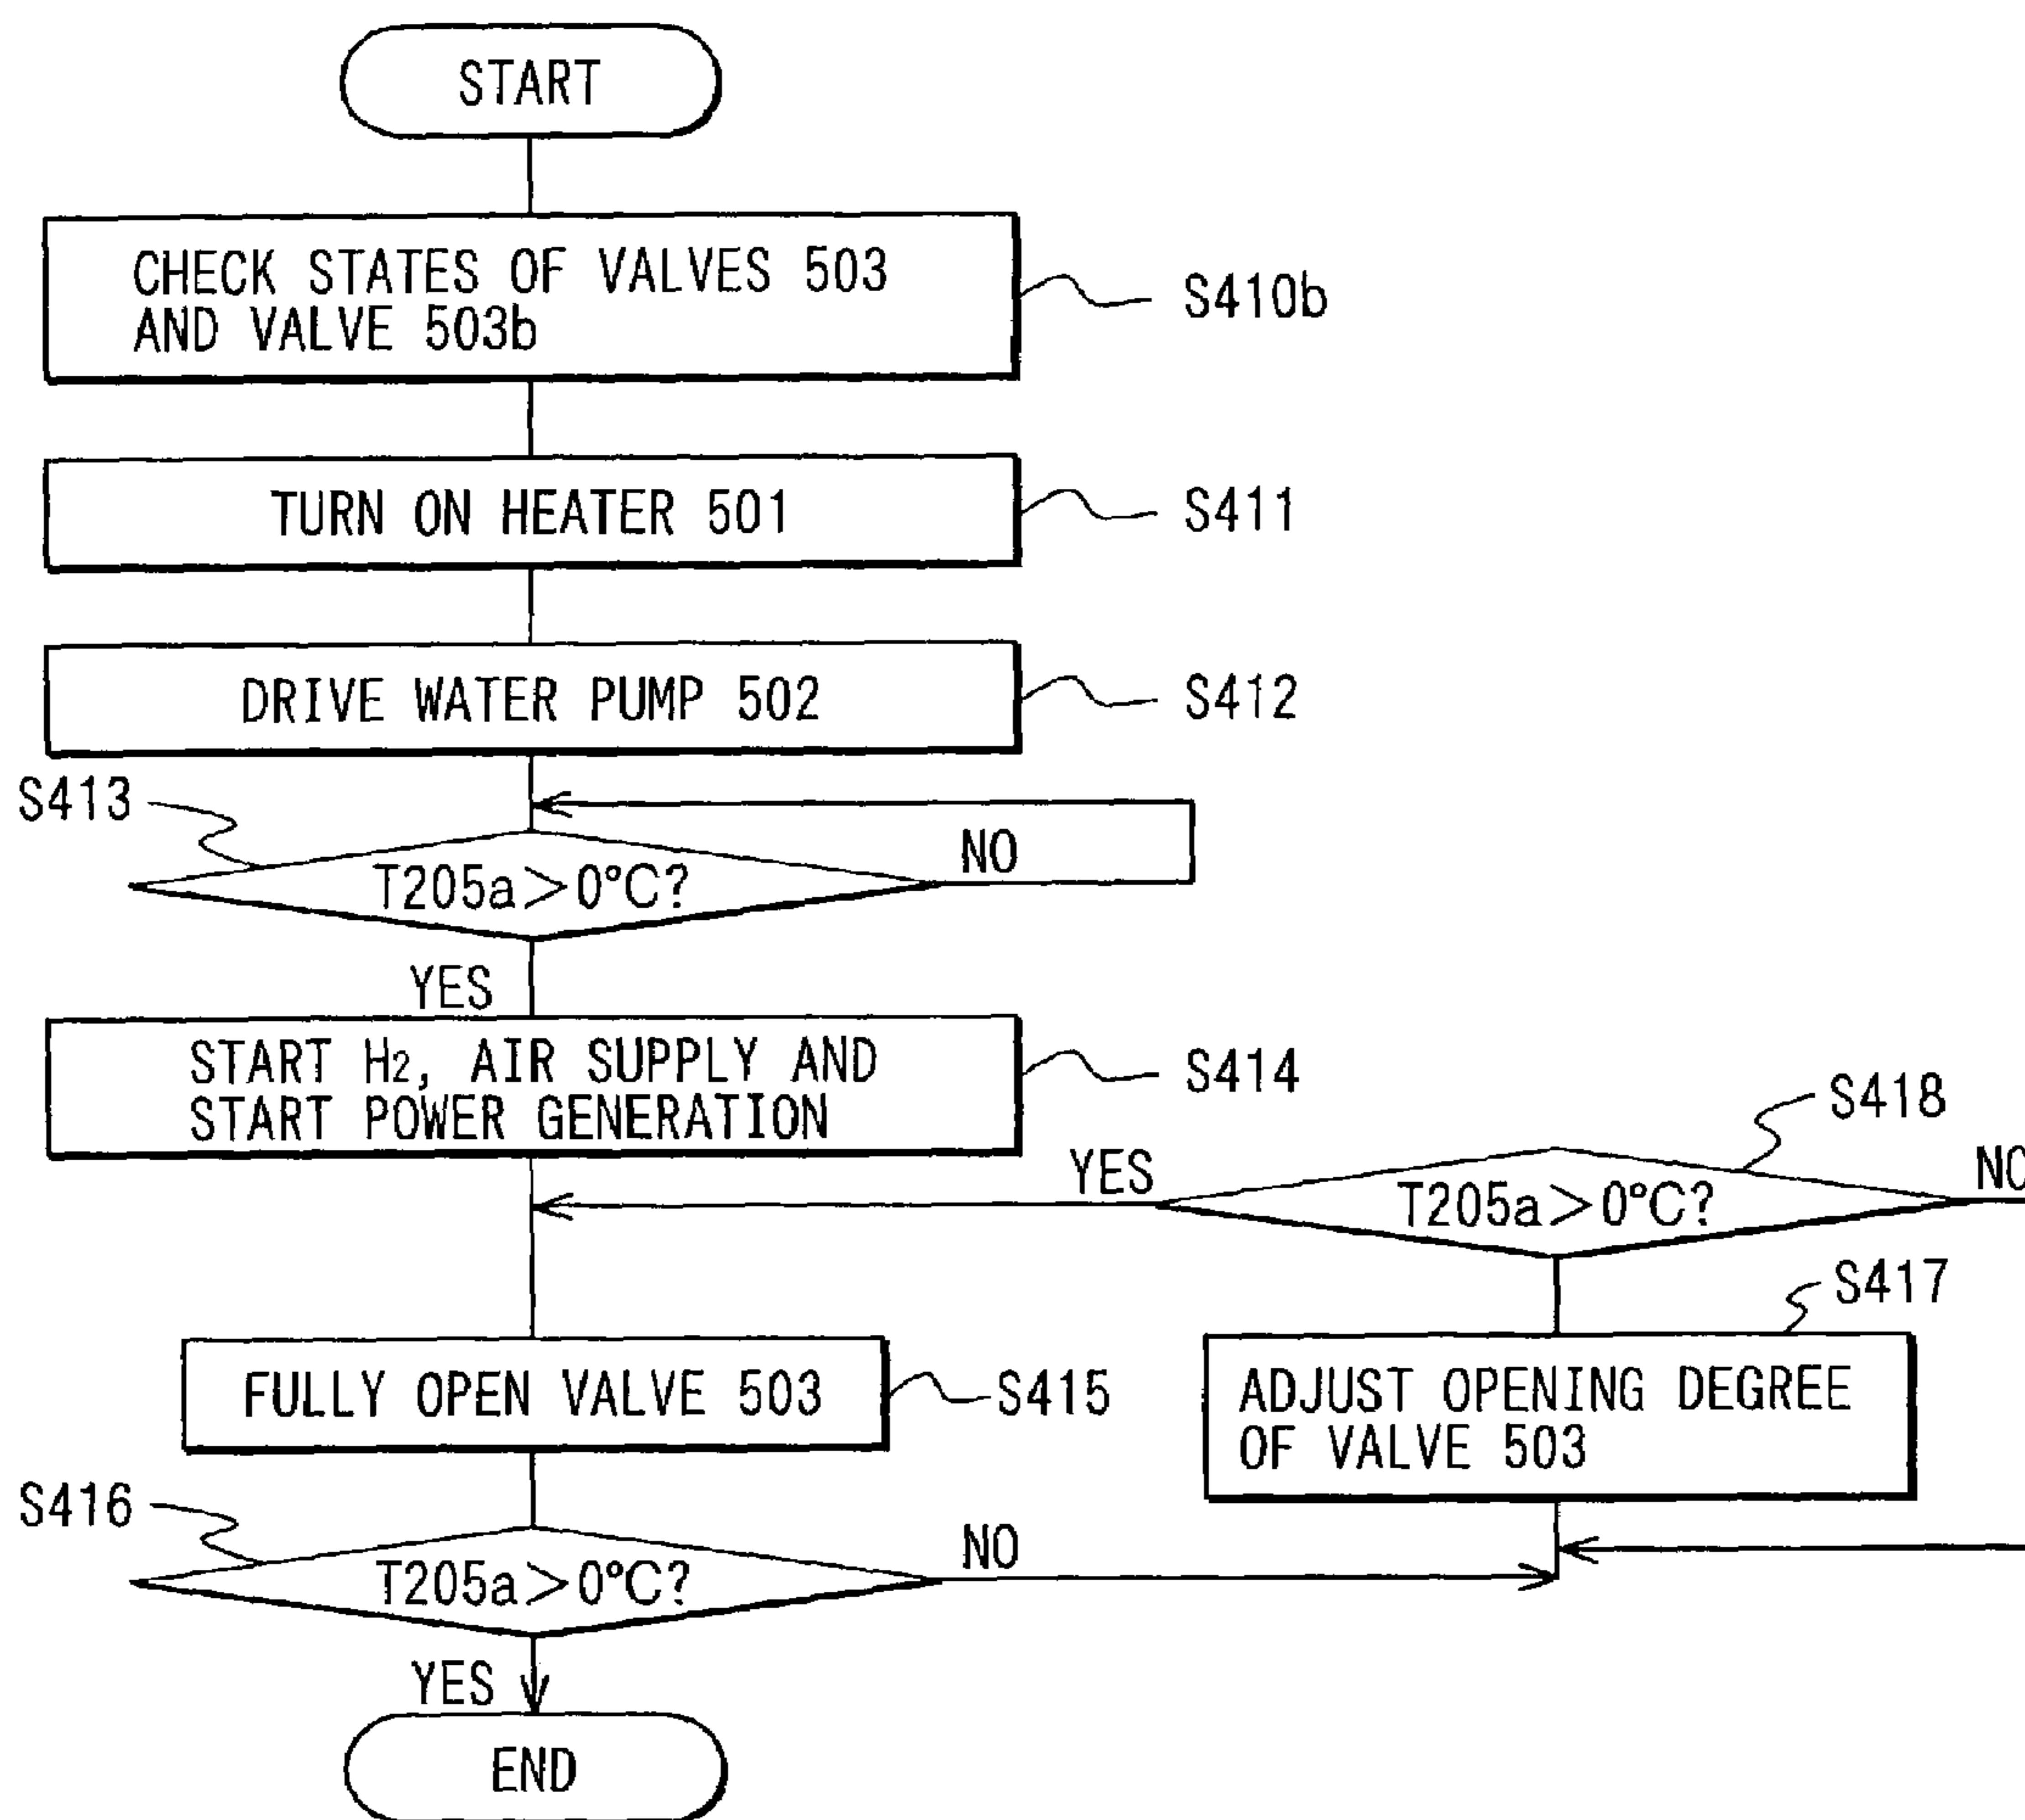 START
CHECK STATES OF VALVES 503
AND VALVE 503b
S410b
TURN ON HEATER 501
S411
DRIVE WATER PUMP 502
S412
S413
T205a>0°C?
NO
YES
START H2, AIR SUPPLY AND
START POWER GENERATION
S414
S418
YES
T205a>0°C?
NO
S417
FULLY OPEN VALVE 503
S415
ADJUST OPENING DEGREE
OF VALVE 503
S416
T205a>0°C?
NO
YES
END